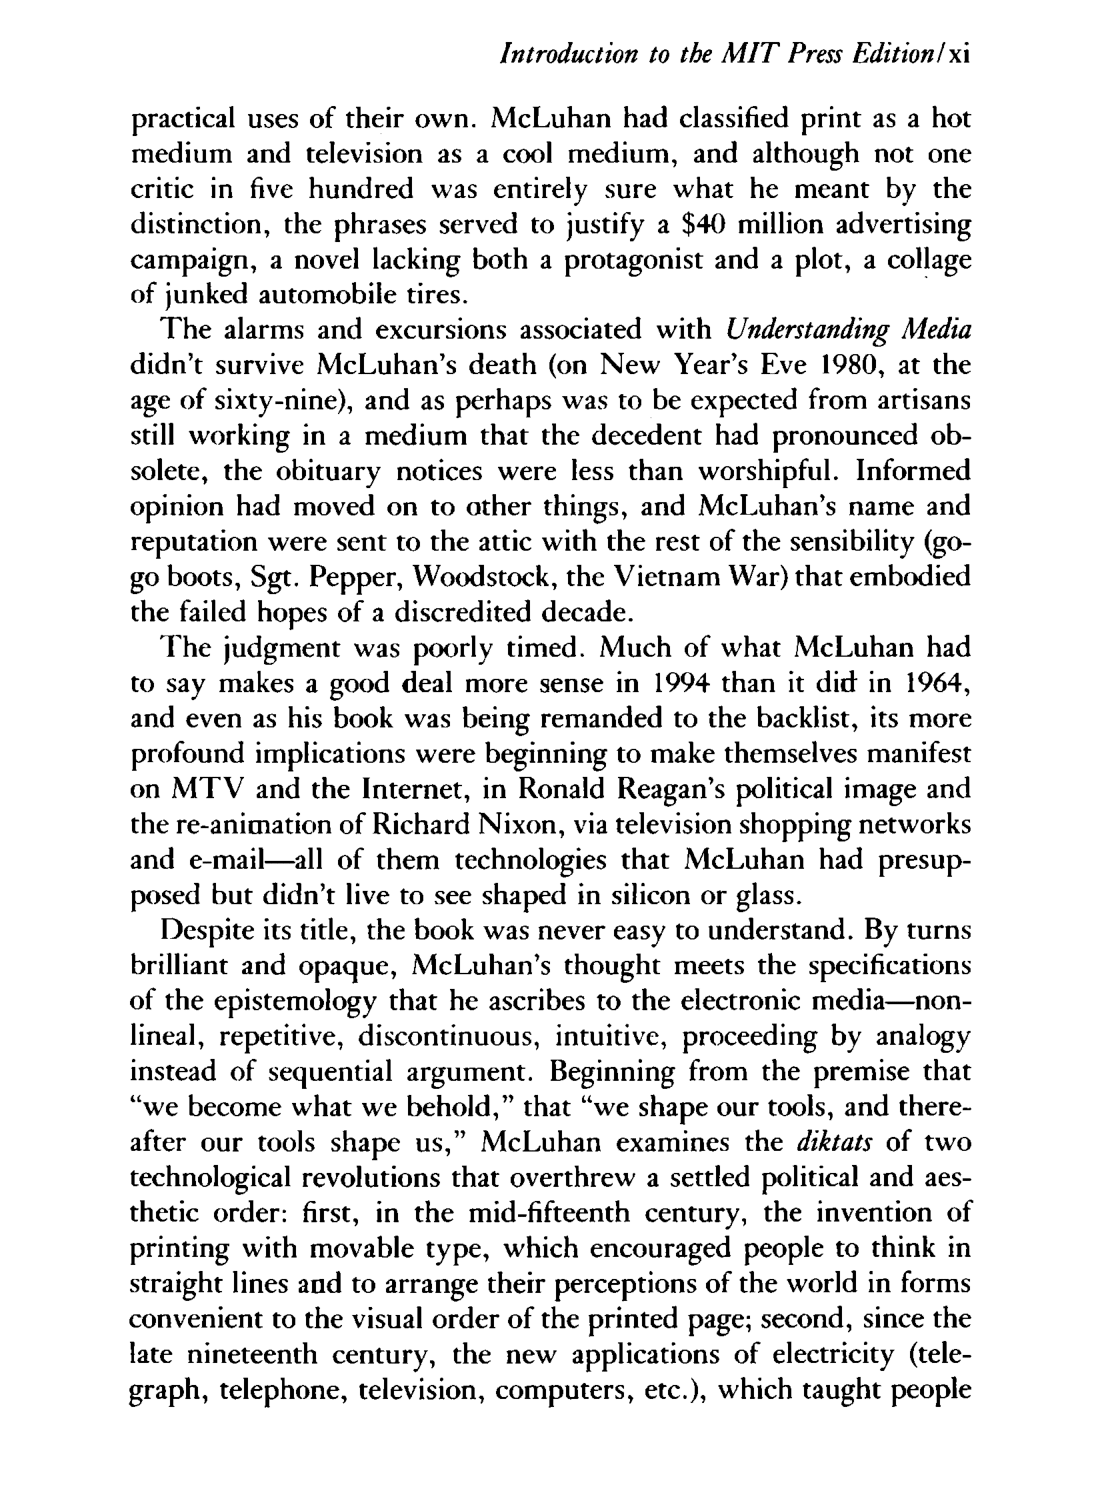 Introduction to the MIT Press Edition/xi
practical uses of their own. McLuhan had classified print as a hot
medium and television as a cool medium, and although not one
critic in five hundred was entirely sure what he meant by the
distinction, the phrases served to justify a $40 million advertising
campaign, a novel lacking both a protagonist and a plot, a collage
of junked automobile tires.
The alarms and excursions associated with Understanding Media
didn't survive McLuhan's death (on New Year's Eve 1980, at the
age of sixty-nine), and as perhaps was to be expected from artisans
still working in a medium that the decedent had pronounced ob-
solete, the obituary notices were less than worshipful. Informed
opinion had moved on to other things, and McLuhan's name and
reputation were sent to the attic with the rest of the sensibility (go-
go boots, Sgt. Pepper, Woodstock, the Vietnam War) that embodied
the failed hopes of a discredited decade.
The judgment was poorly timed. Much of what McLuhan had
to say makes a good deal more sense in 1994 than it did in 1964,
and even as his book was being remanded to the backlist, its more
profound implications were beginning to make themselves manifest
on MTV and the Internet, in Ronald Reagan's political image and
the re-animation of Richard Nixon, via television shopping networks
and e-mail—all of them technologies that McLuhan had presup-
posed but didn't live to see shaped in silicon or glass.
Despite its title, the book was never easy to understand. By turns
brilliant and opaque, McLuhan's thought meets the specifications
of the epistemology that he ascribes to the electronic media—non-
lineal, repetitive, discontinuous, intuitive, proceeding by analogy
instead of sequential argument. Beginning from the premise that
"we become what we behold," that "we shape our tools, and there-
after our tools shape us," McLuhan examines the diktats of two
technological revolutions that overthrew a settled political and aes-
thetic order: first, in the mid-fifteenth century, the invention of
printing with movable type, which encouraged people to think in
straight lines and to arrange their perceptions of the world in forms
convenient to the visual order of the printed page; second, since the
late nineteenth century, the new applications of electricity (tele-
graph, telephone, television, computers, etc.), which taught people